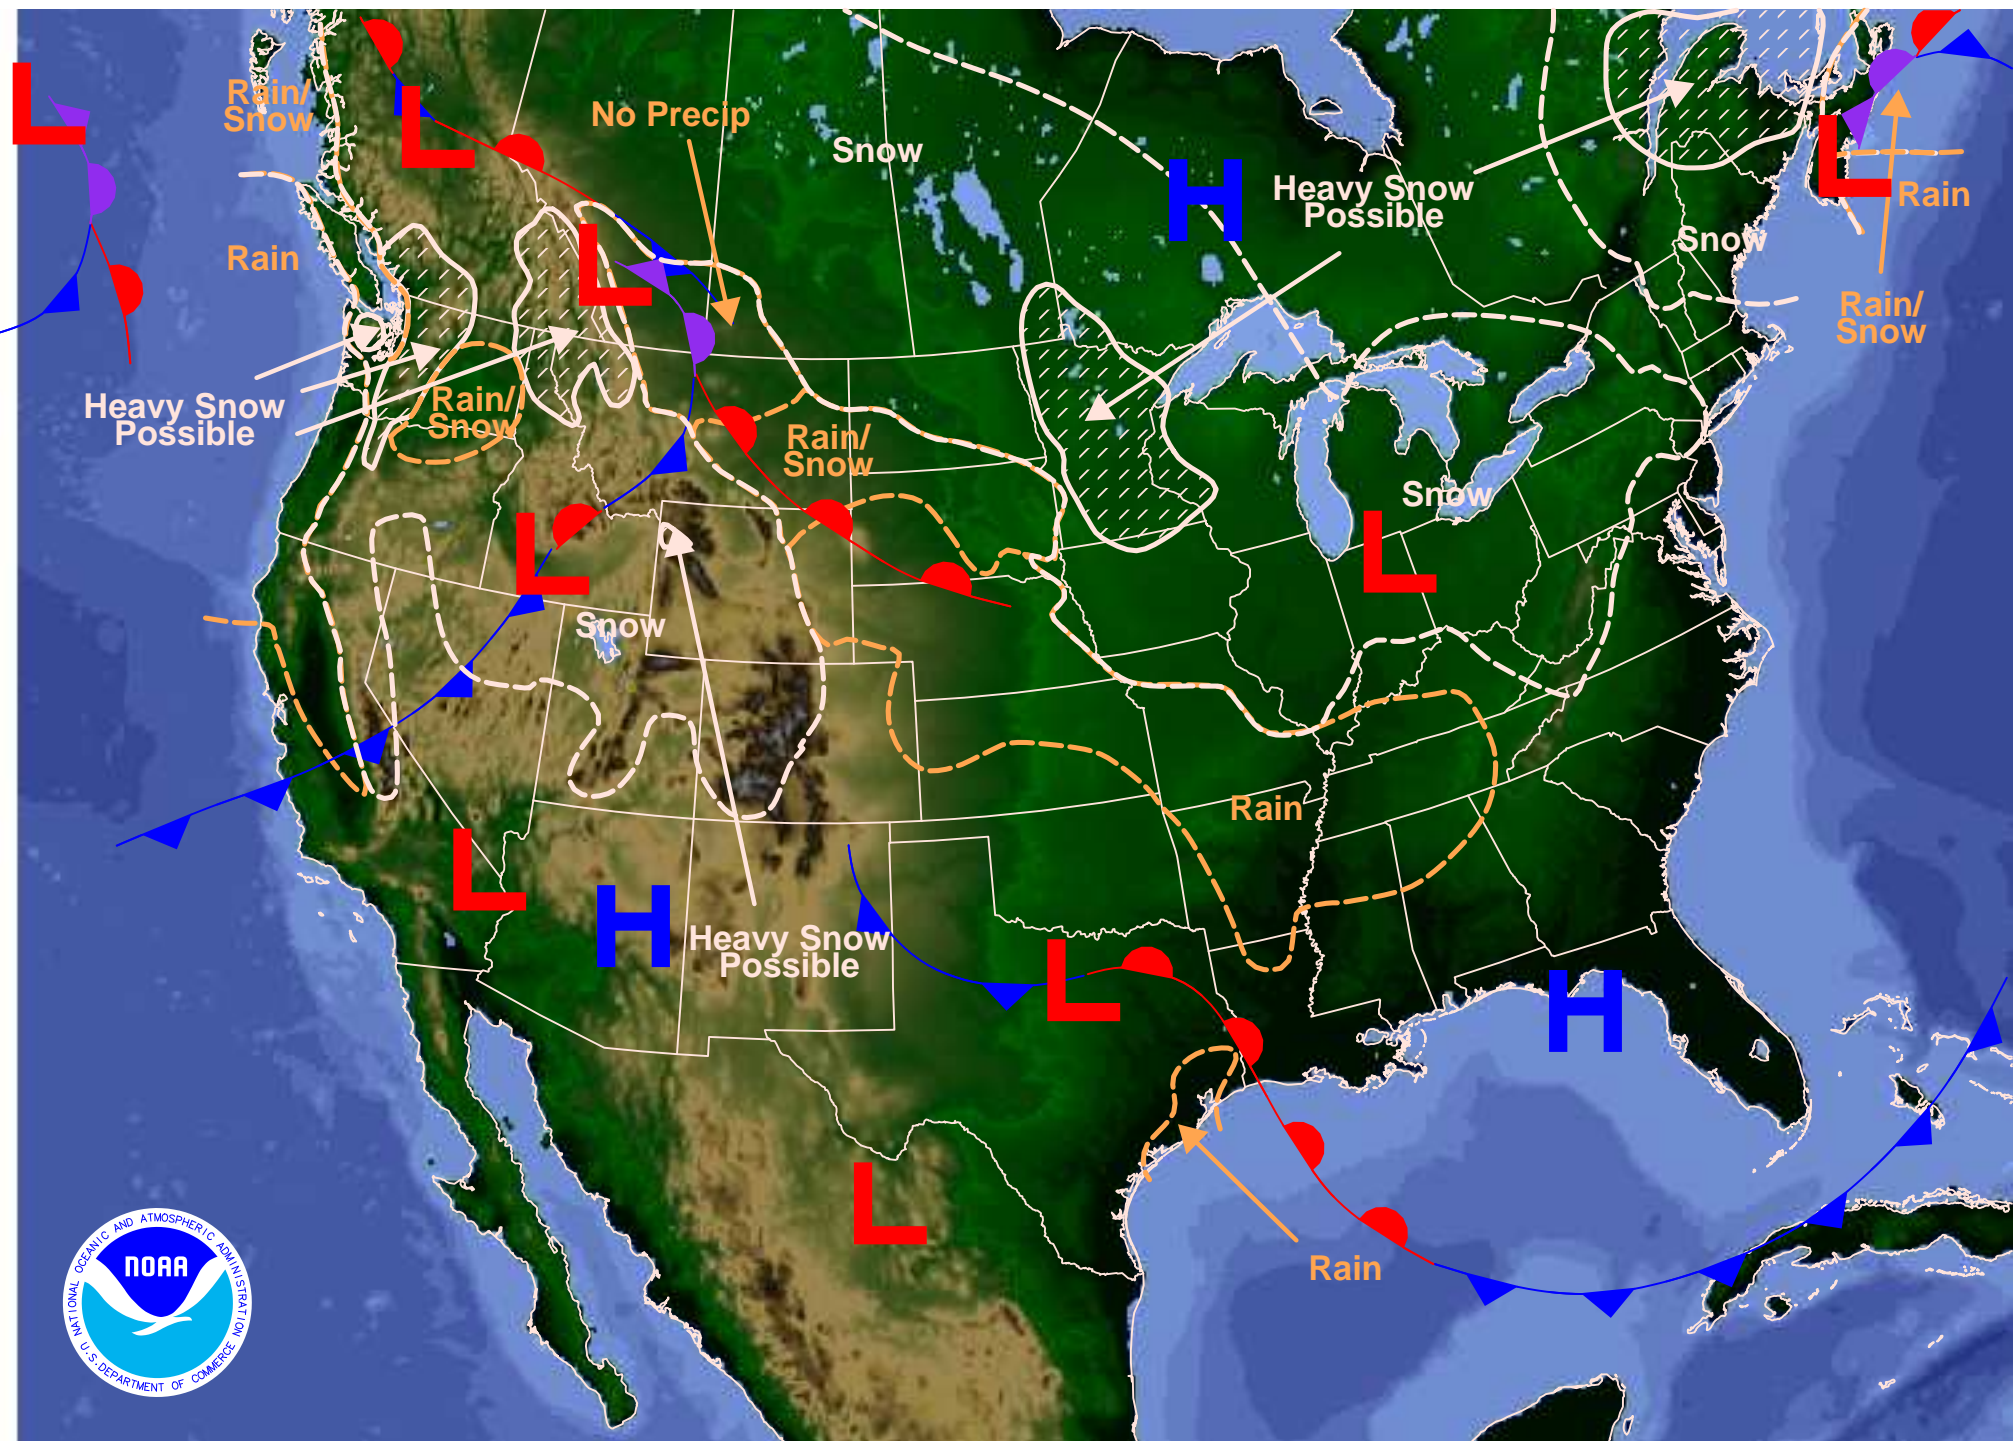 Rain/
Snow
No Precip
Snow
Heavy Snow
Possible
Rain
Snow
Rain
Rain/
Snow
Heavy Snow
Possible
Rain/
Snow
Rain/
Snow
Snow
Snow
Rain
Heavy Snow
Possible
Rain
L
L
L
L
L
L
L
L
L
H
H
H
NATIONAL OCEANIC AND ATMOSPHERIC ADMINISTRATION
NOAA
U.S. DEPARTMENT OF COMMERCE